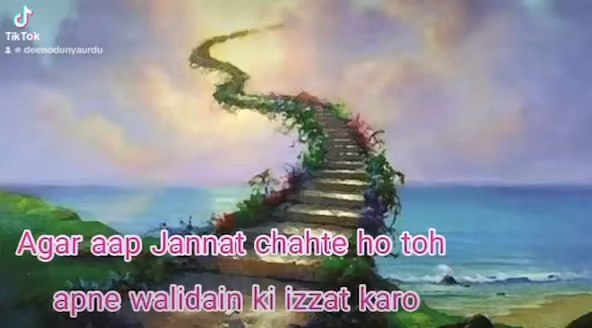 TikTok
@ deenodunyaurdu
Agar aap Jannat chahte ho toh
apne walidain ki izzat karo